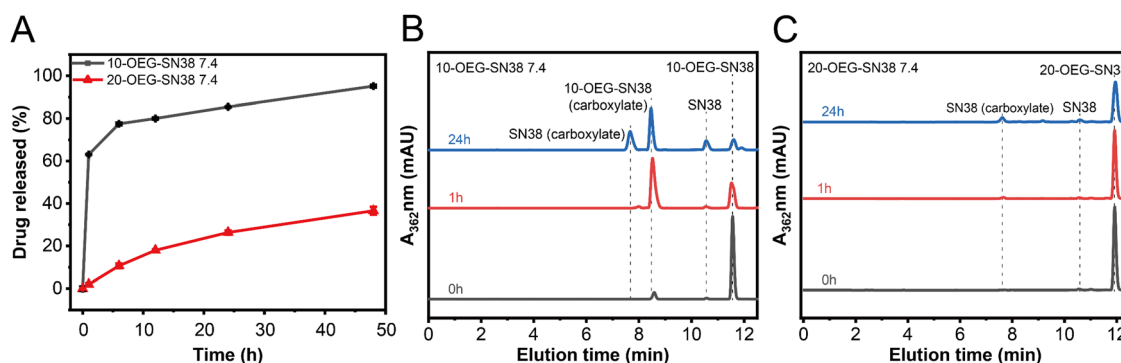 A
10-OEG-SN38 7.4
20-OEG-SN38 7.4
Drug released (%)
100
80
60
40
20
0
0
10
20
30
40
50
Time (h)
B
10-OEG-SN38 7.4
10-OEG-SN38
10-OEG-SN38
(carboxylate)
SN38
SN38 (carboxylate)
24h
1h
0h
A362nm (mAU)
0 2 4 6 8 10 12
Elution time (min)
C
20-OEG-SN38 7.4
20-OEG-SN3
SN38 (carboxylate)
SN38
24h
1h
0h
A362nm (mAU)
0 2 4 6 8 10 12
Elution time (min)